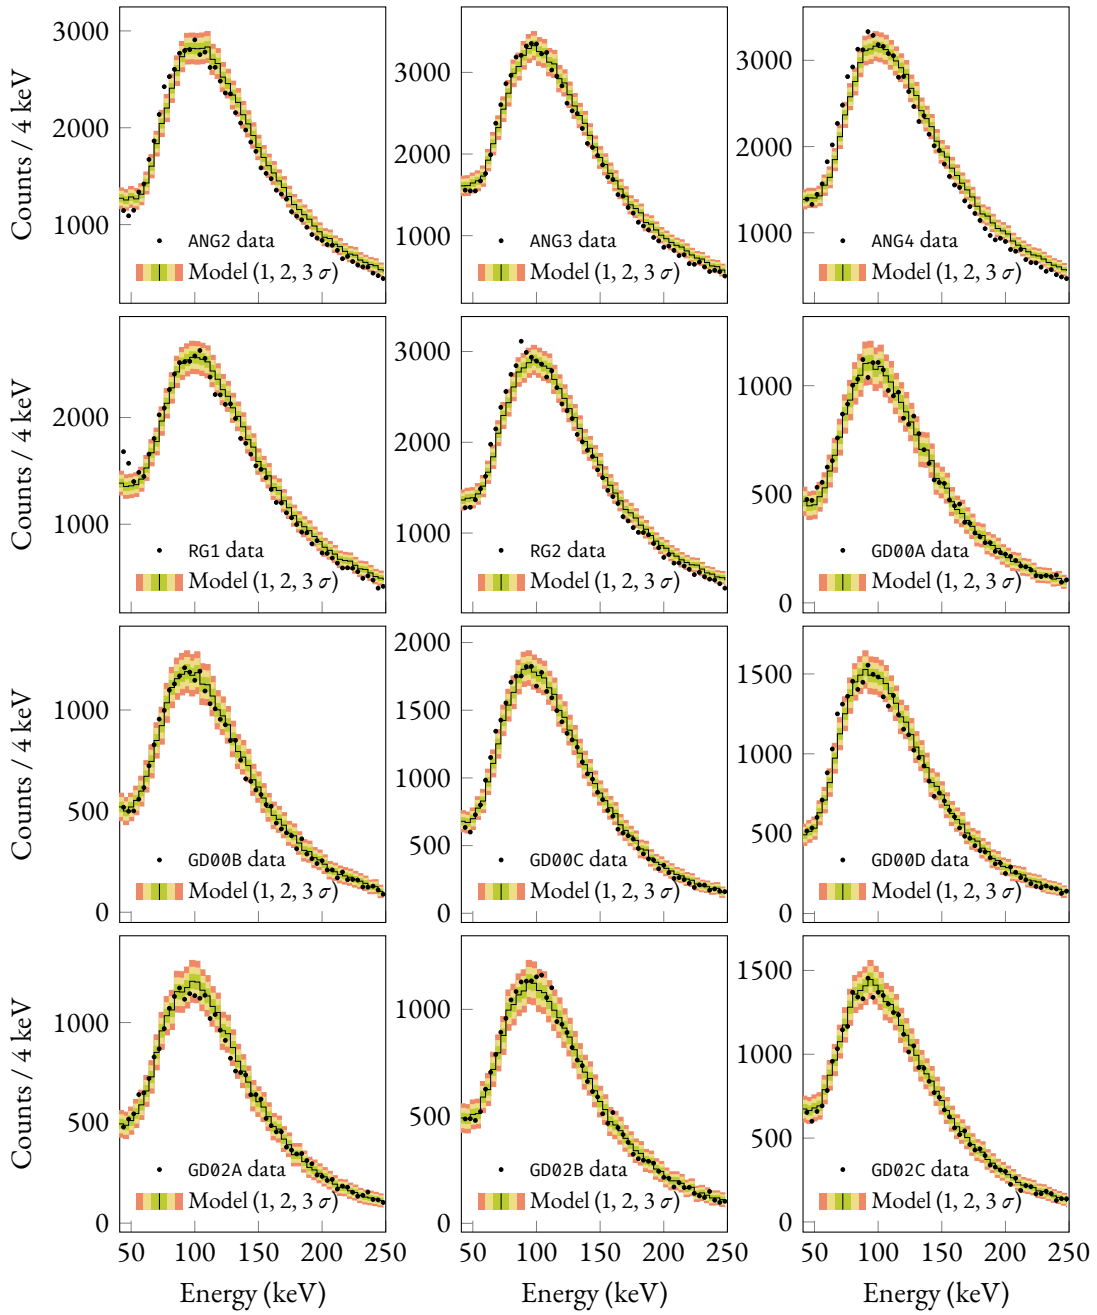 Counts / 4 keV
3000
2000
1000
ANG2 data
Model (1, 2, 3 σ)
3000
2000
1000
ANG3 data
Model (1, 2, 3 σ)
3000
2000
1000
ANG4 data
Model (1, 2, 3 σ)
Counts / 4 keV
2000
1000
RG1 data
Model (1, 2, 3 σ)
3000
2000
1000
RG2 data
Model (1, 2, 3 σ)
1000
500
0
GD00A data
Model (1, 2, 3 σ)
Counts / 4 keV
1000
500
0
GD00B data
Model (1, 2, 3 σ)
2000
1500
1000
500
0
GD00C data
Model (1, 2, 3 σ)
1500
1000
500
0
GD00D data
Model (1, 2, 3 σ)
Counts / 4 keV
1000
500
0
GD02A data
Model (1, 2, 3 σ)
50 100 150 200 250
Energy (keV)
1000
500
0
GD02B data
Model (1, 2, 3 σ)
50 100 150 200 250
Energy (keV)
1500
1000
500
0
GD02C data
Model (1, 2, 3 σ)
50 100 150 200 250
Energy (keV)